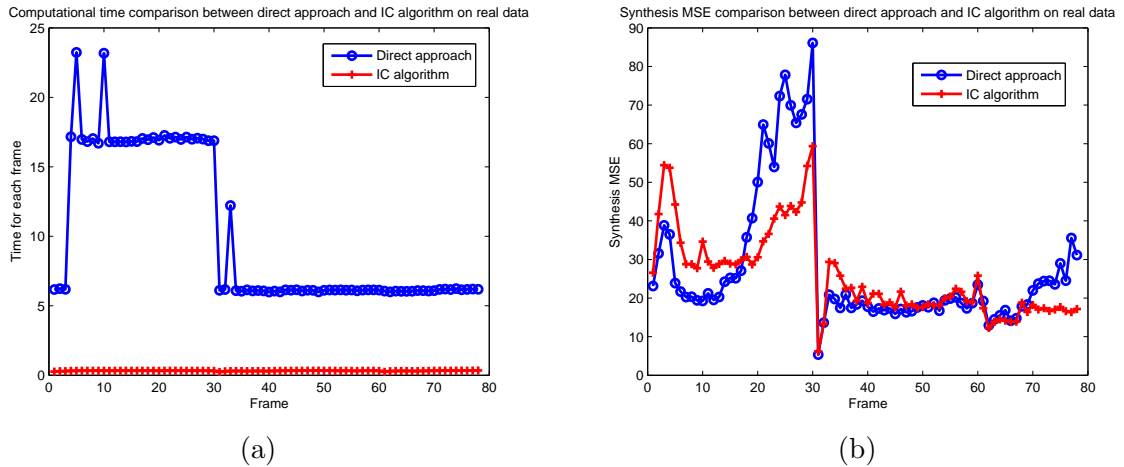 Computational time comparison between direct approach and IC algorithm on real data
25
20
15
10
5
0
Time for each frame
0 10 20 30 40 50 60 70 80
Frame
Direct approach
IC algorithm
(a)
Synthesis MSE comparison between direct approach and IC algorithm on real data
90
80
70
60
50
40
30
20
10
0
Synthesis MSE
0 10 20 30 40 50 60 70 80
Frame
Direct approach
IC algorithm
(b)